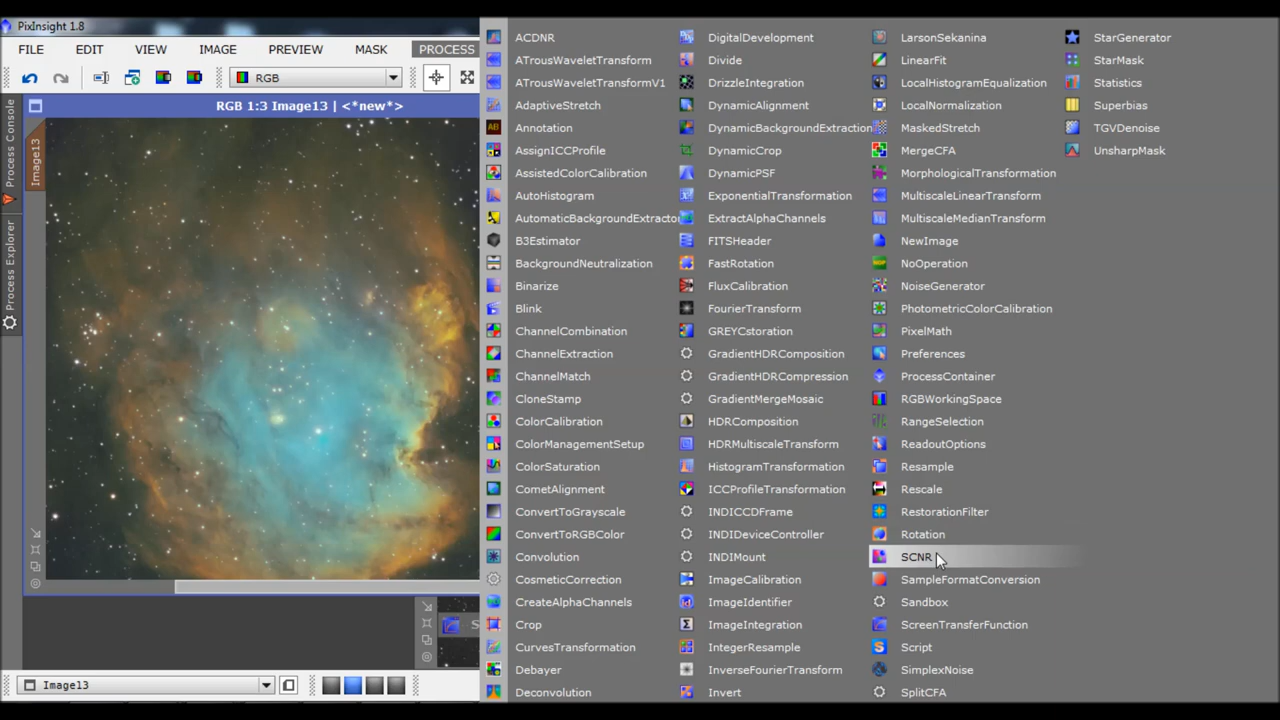 PixInsight 1.8
FILE EDIT VIEW IMAGE PREVIEW MASK PROCESS
RGB
RGB 1:3 Image13 | <*new*>
Process Console
Process Explorer
Image13
Image13
ACDNR
ATrousWaveletTransform
ATrousWaveletTransformV1
AdaptiveStretch
Annotation
AssignICCProfile
AssistedColorCalibration
AutoHistogram
AutomaticBackgroundExtractor
B3Estimator
BackgroundNeutralization
Binarize
Blink
ChannelCombination
ChannelExtraction
ChannelMatch
CloneStamp
ColorCalibration
ColorManagementSetup
ColorSaturation
CometAlignment
ConvertToGrayscale
ConvertToRGBColor
Convolution
CosmeticCorrection
CreateAlphaChannels
Crop
CurvesTransformation
Debayer
Deconvolution
DigitalDevelopment
Divide
DrizzleIntegration
DynamicAlignment
DynamicBackgroundExtraction
DynamicCrop
DynamicPSF
ExponentialTransformation
ExtractAlphaChannels
FITSHeader
FastRotation
FluxCalibration
FourierTransform
GREYCstoration
GradientHDRComposition
GradientHDRCompression
GradientMergeMosaic
HDRComposition
HDRMultiscaleTransform
HistogramTransformation
ICCProfileTransformation
INDICCDFrame
INDIDeviceController
INDIMount
ImageCalibration
ImageIdentifier
ImageIntegration
IntegerResample
InverseFourierTransform
Invert
LarsonSekanina
LinearFit
LocalHistogramEqualization
LocalNormalization
MaskedStretch
MergeCFA
MorphologicalTransformation
MultiscaleLinearTransform
MultiscaleMedianTransform
NewImage
NoOperation
NoiseGenerator
PhotometricColorCalibration
PixelMath
Preferences
ProcessContainer
RGBWorkingSpace
RangeSelection
ReadoutOptions
Resample
Rescale
RestorationFilter
Rotation
SCNR
SampleFormatConversion
Sandbox
ScreenTransferFunction
Script
SimplexNoise
SplitCFA
StarGenerator
StarMask
Statistics
Superbias
TGVDenoise
UnsharpMask